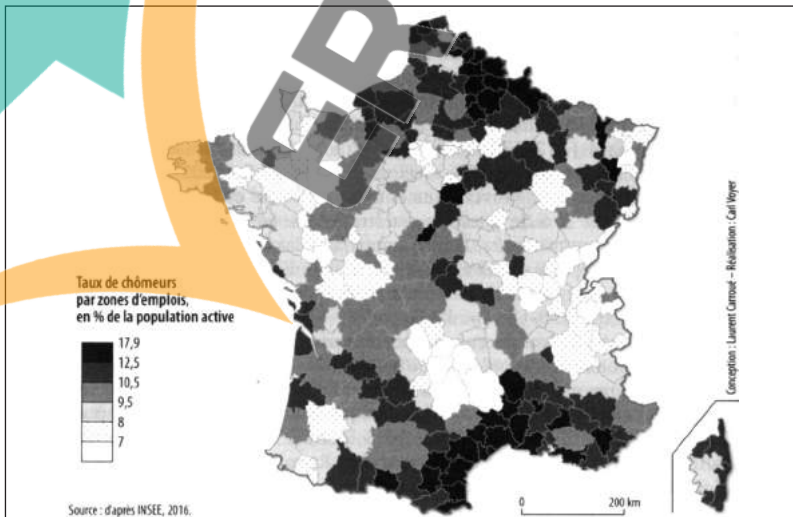 ER
Taux de chômeurs
par zones d'emplois,
en % de la population active
17,9
12,5
10,5
9,5
8
7
Source : d'après INSEE, 2016.
0 200 km
Conception : Laurent Carroué – Réalisation : Carl Voyer